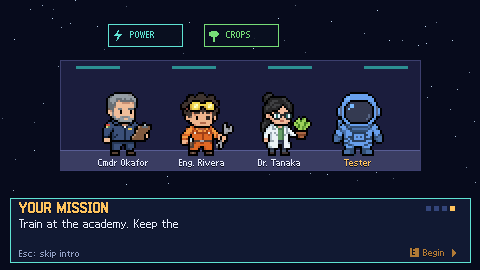 POWER
CROPS
Cmdr Okafor
Eng. Rivera
Dr. Tanaka
Tester
YOUR MISSION
Train at the academy. Keep the
Esc: skip intro
E Begin